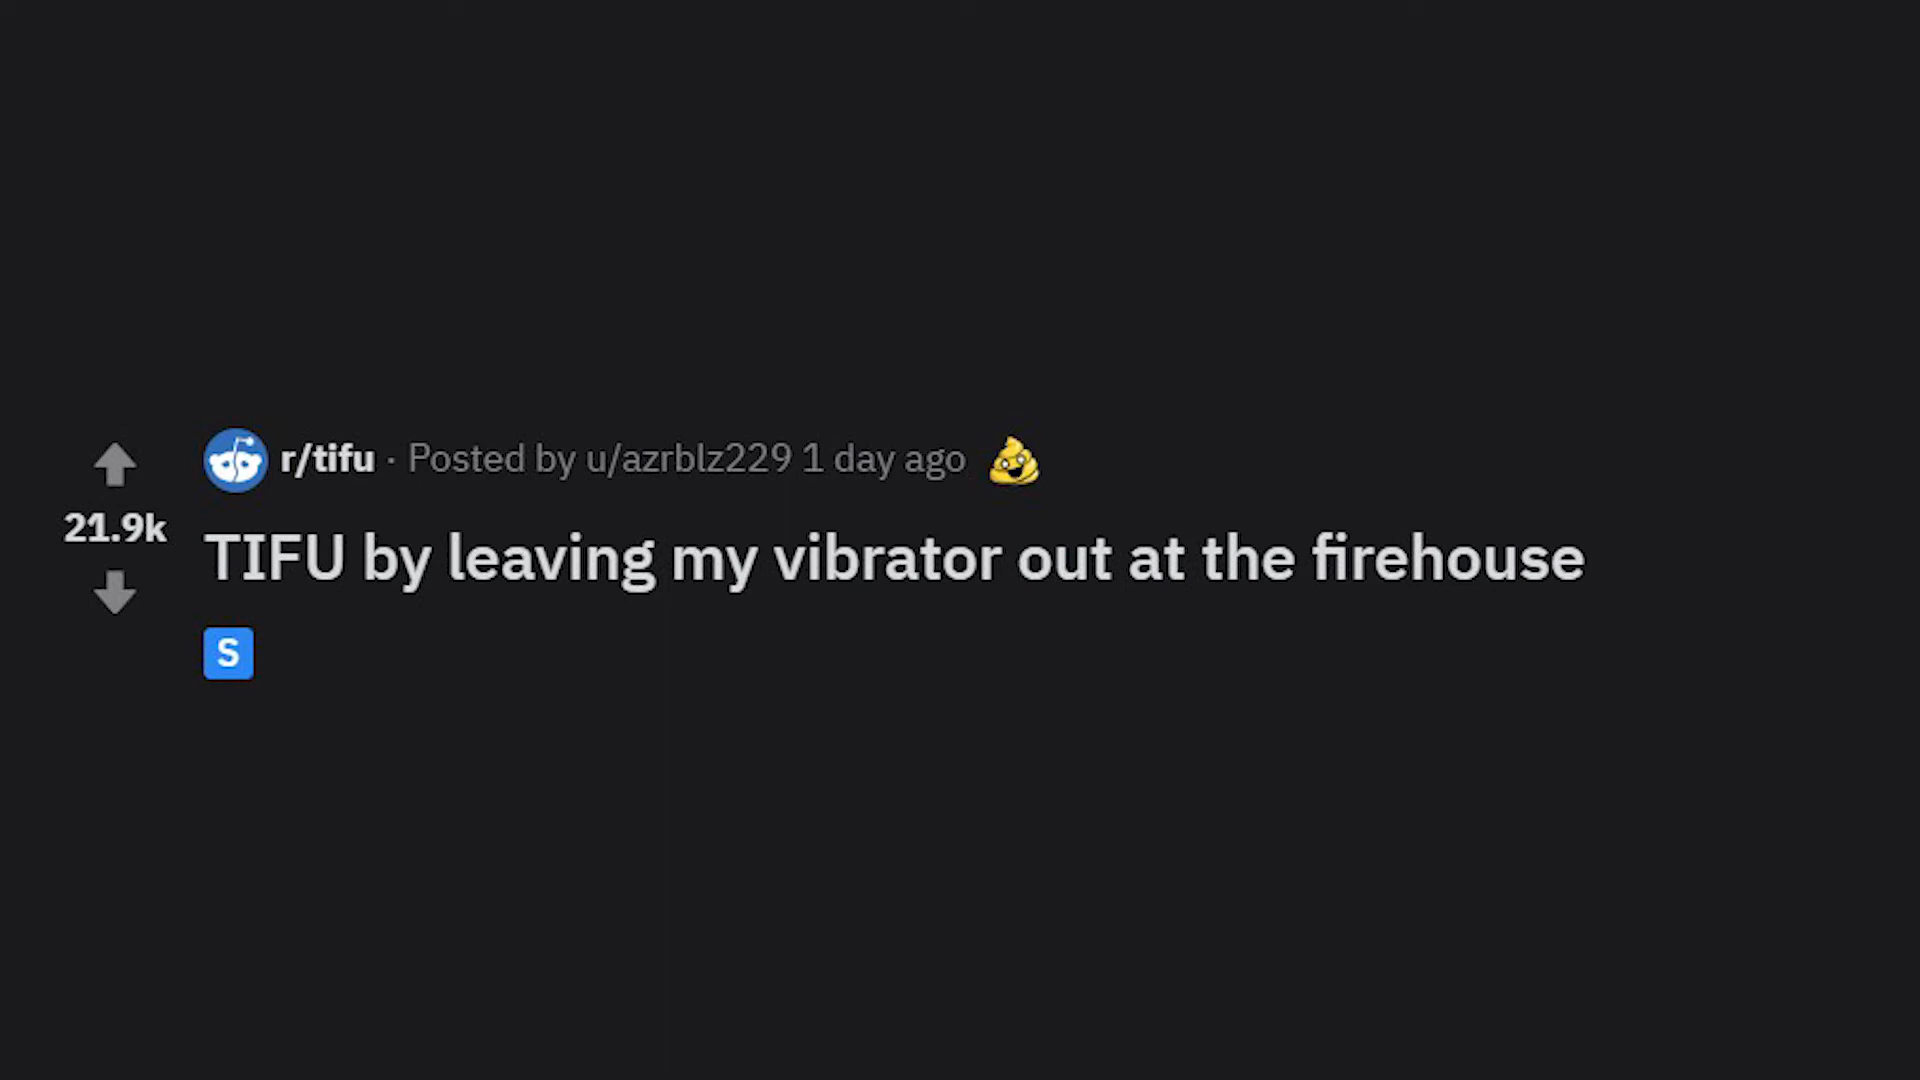 r/tifu · Posted by u/azrblz229 1 day ago
21.9k
TIFU by leaving my vibrator out at the firehouse
S